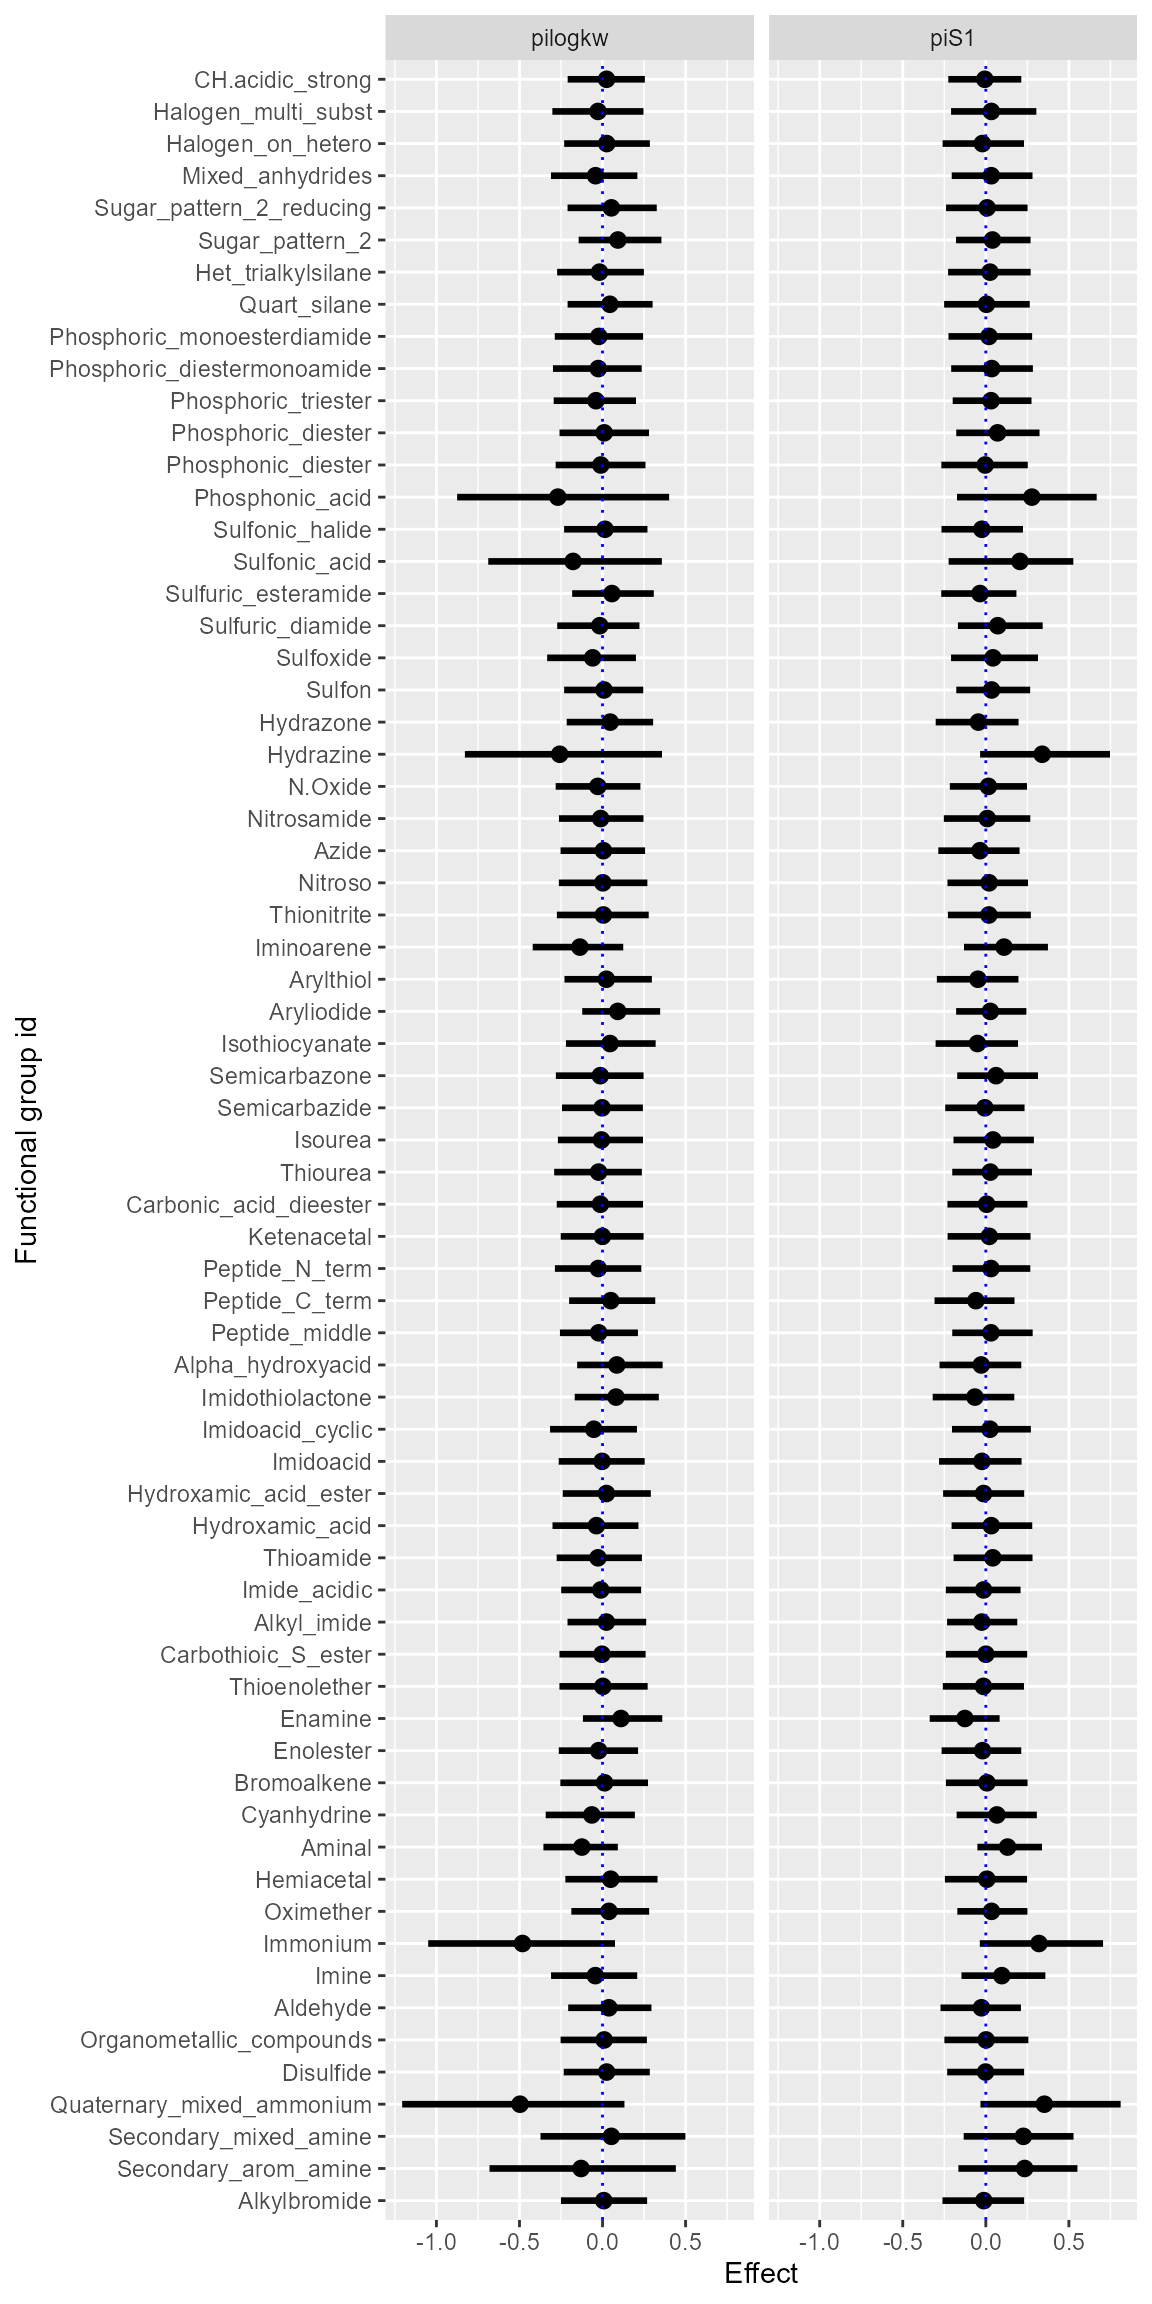 pilogkw
piS1
CH.acidic_strong
Halogen_multi_subst
Halogen_on_hetero
Mixed_anhydrides
Sugar_pattern_2_reducing
Sugar_pattern_2
Het_trialkylsilane
Quart_silane
Phosphoric_monoesterdiamide
Phosphoric_diestermonoamide
Phosphoric_triester
Phosphoric_diester
Phosphonic_diester
Phosphonic_acid
Sulfonic_halide
Sulfonic_acid
Sulfuric_esteramide
Sulfuric_diamide
Sulfoxide
Sulfon
Hydrazone
Hydrazine
N.Oxide
Nitrosamide
Azide
Nitroso
Thionitrite
Iminoarene
Arylthiol
Aryliodide
Isothiocyanate
Semicarbazone
Semicarbazide
Isourea
Thiourea
Carbonic_acid_dieester
Ketenacetal
Peptide_N_term
Peptide_C_term
Peptide_middle
Alpha_hydroxyacid
Imidothiolactone
Imidoacid_cyclic
Imidoacid
Hydroxamic_acid_ester
Hydroxamic_acid
Thioamide
Imide_acidic
Alkyl_imide
Carbothioic_S_ester
Thioenolether
Enamine
Enolester
Bromoalkene
Cyanhydrine
Aminal
Hemiacetal
Oximether
Immonium
Imine
Aldehyde
Organometallic_compounds
Disulfide
Quaternary_mixed_ammonium
Secondary_mixed_amine
Secondary_arom_amine
Alkylbromide
Functional group id
-1.0 -0.5 0.0 0.5
-1.0 -0.5 0.0 0.5
Effect